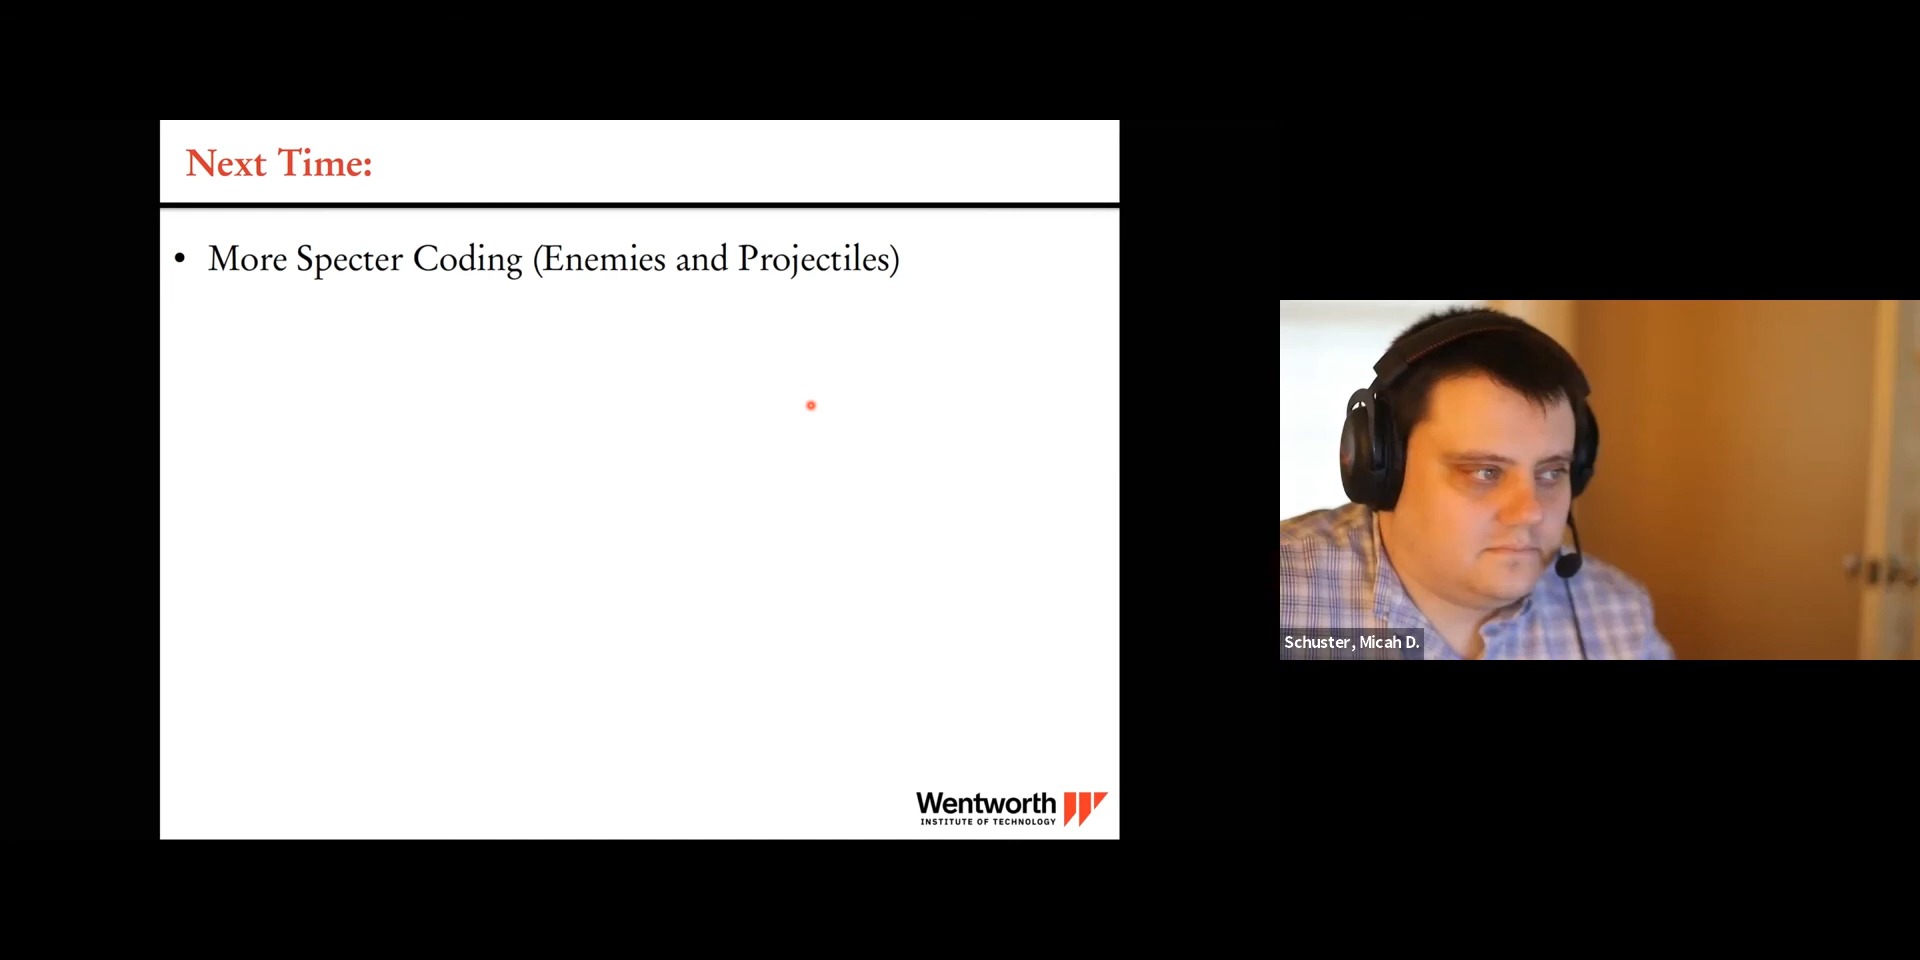 Next Time:
• More Specter Coding (Enemies and Projectiles)
Wentworth
INSTITUTE OF TECHNOLOGY
Schuster, Micah D.